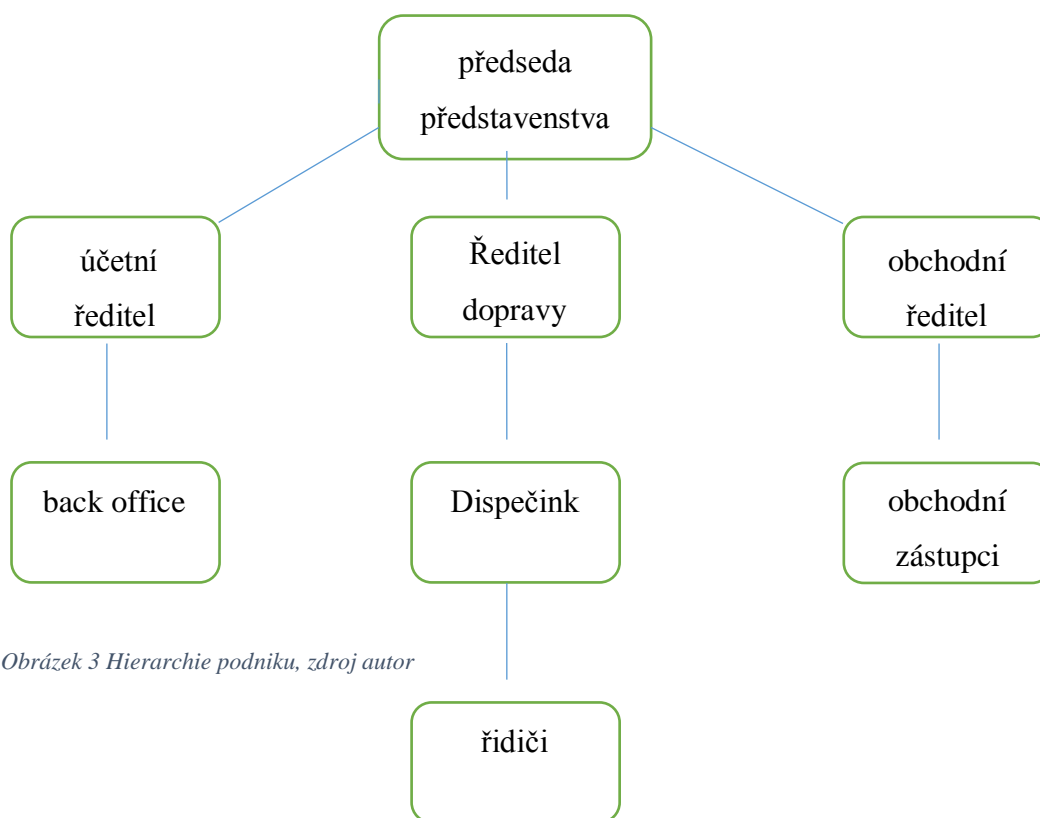 předseda
představenstva
účetní
ředitel
Ředitel
dopravy
obchodní
ředitel
back office
Dispečink
obchodní
zástupci
Obrázek 3 Hierarchie podniku, zdroj autor
řidiči